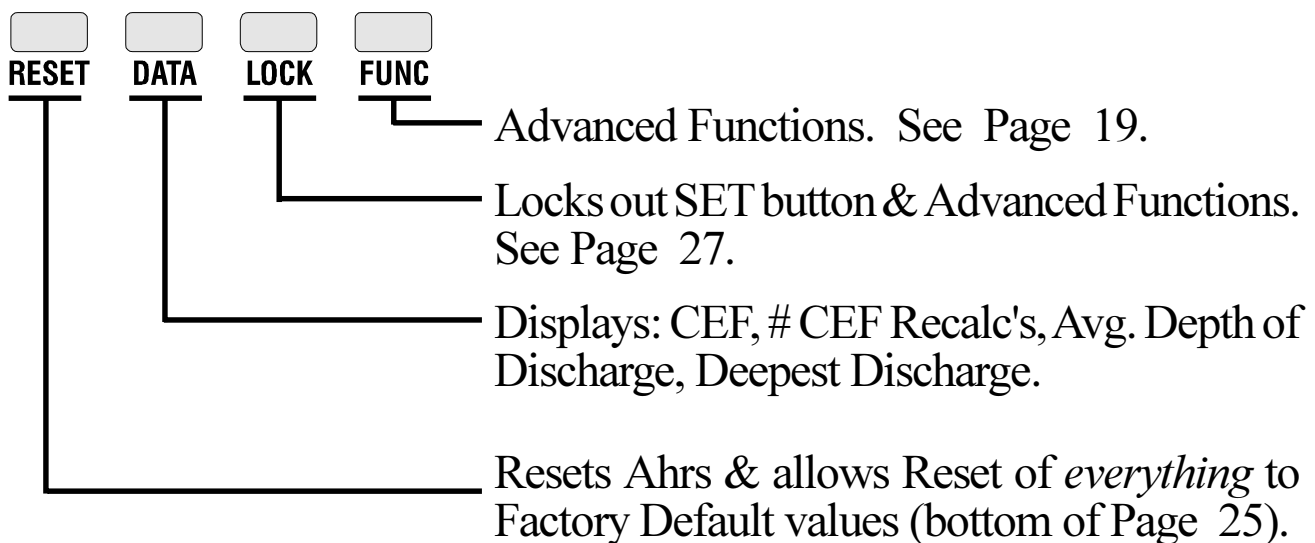 RESET DATA LOCK FUNC
Advanced Functions. See Page 19.
Locks out SET button & Advanced Functions.
See Page 27.
Displays: CEF, # CEF Recalc's, Avg. Depth of
Discharge, Deepest Discharge.
Resets Ahrs & allows Reset of everything to
Factory Default values (bottom of Page 25).